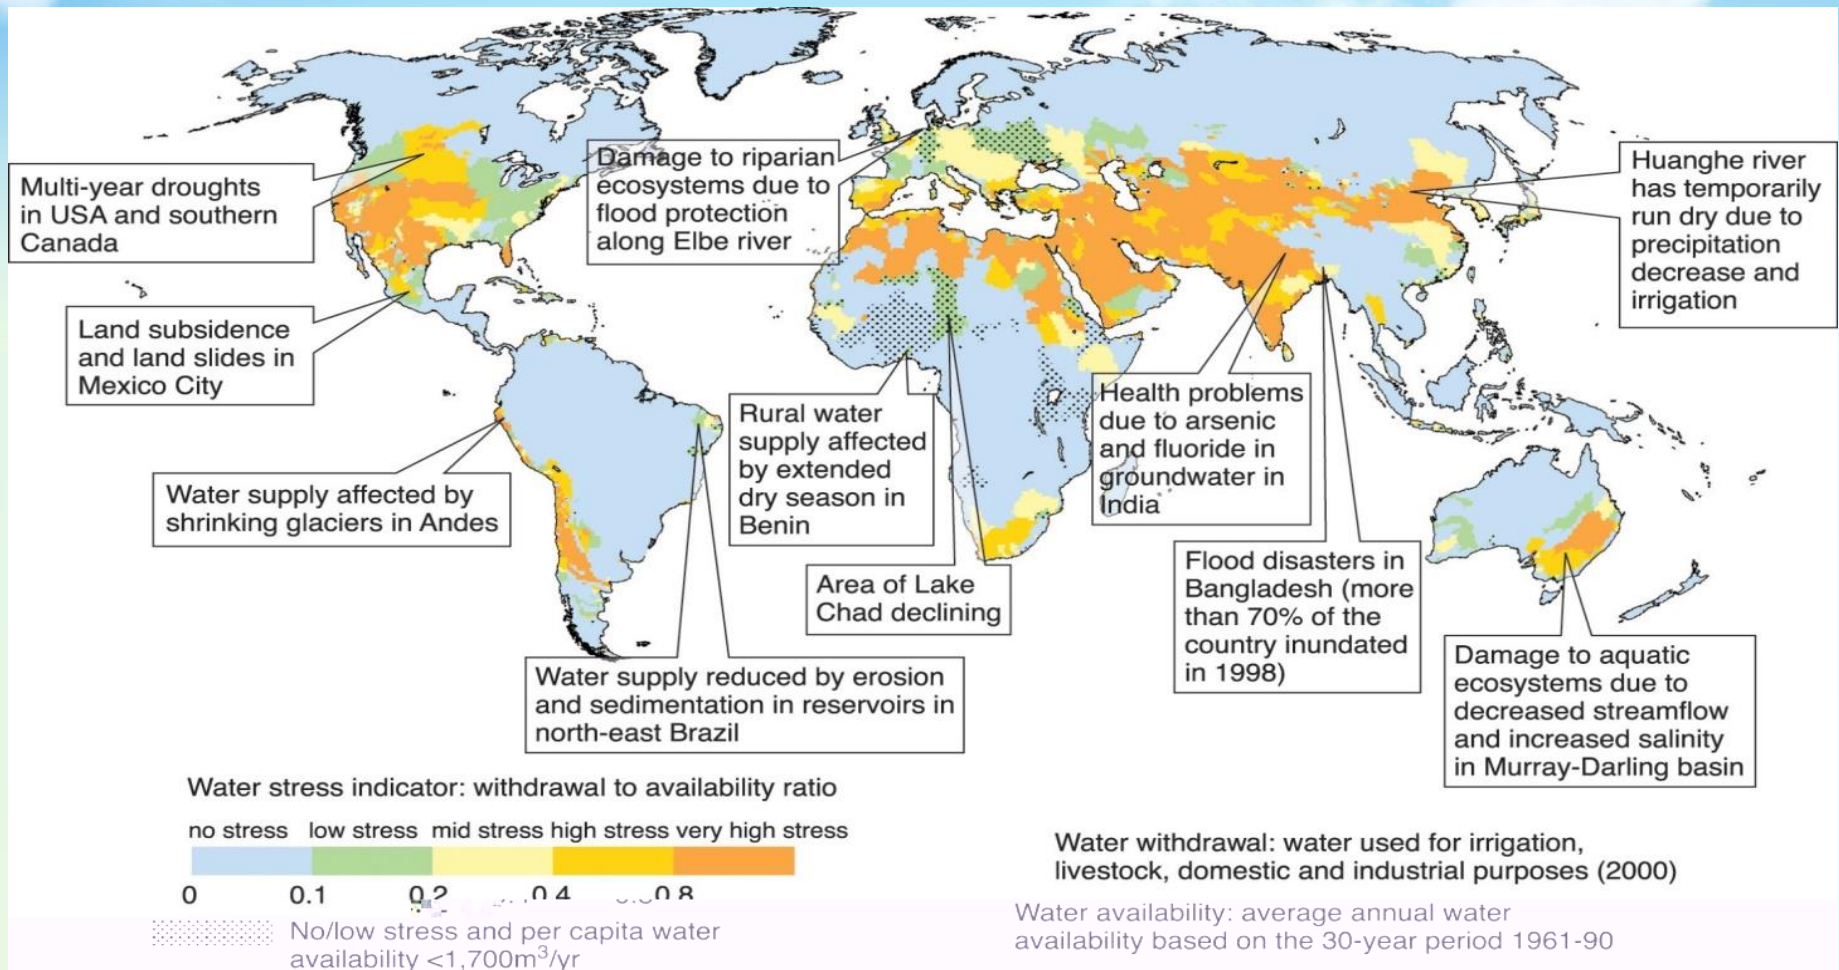 Multi-year droughts
in USA and southern
Canada
Land subsidence
and land slides in
Mexico City
Water supply affected by
shrinking glaciers in Andes
Damage to riparian
ecosystems due to
flood protection
along Elbe river
Rural water
supply affected
by extended
dry season in
Benin
Area of Lake
Chad declining
Water supply reduced by erosion
and sedimentation in reservoirs in
north-east Brazil
Health problems
due to arsenic
and fluoride in
groundwater in
India
Flood disasters in
Bangladesh (more
than 70% of the
country inundated
in 1998)
Huanghe river
has temporarily
run dry due to
precipitation
decrease and
irrigation
Damage to aquatic
ecosystems due to
decreased streamflow
and increased salinity
in Murray-Darling basin
Water stress indicator: withdrawal to availability ratio
no stress low stress mid stress high stress very high stress
0 0.1 0.2 0.4 0.8
No/low stress and per capita water
availability <1,700m³/yr
Water withdrawal: water used for irrigation,
livestock, domestic and industrial purposes (2000)
Water availability: average annual water
availability based on the 30-year period 1961-90